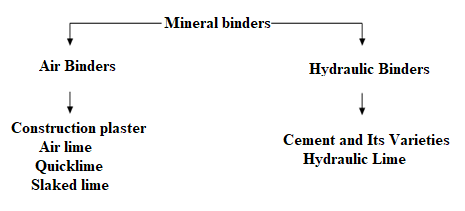 Mineral binders
Air Binders
Hydraulic Binders
Construction plaster
Air lime
Quicklime
Slaked lime
Cement and Its Varieties
Hydraulic Lime